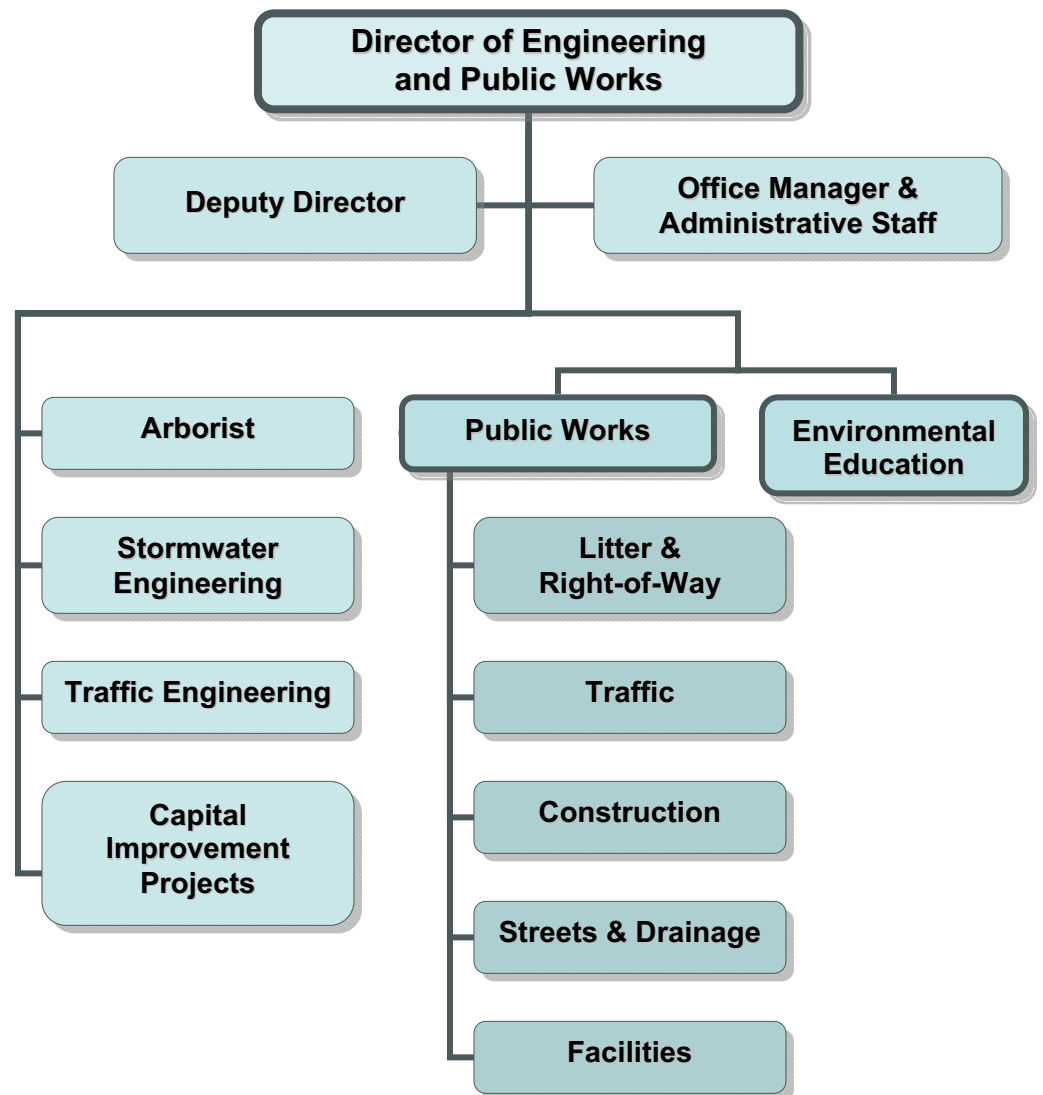 Director of Engineering
and Public Works
Deputy Director
Office Manager &
Administrative Staff
Arborist
Public Works
Environmental
Education
Stormwater
Engineering
Litter &
Right-of-Way
Traffic Engineering
Traffic
Capital
Improvement
Projects
Construction
Streets & Drainage
Facilities